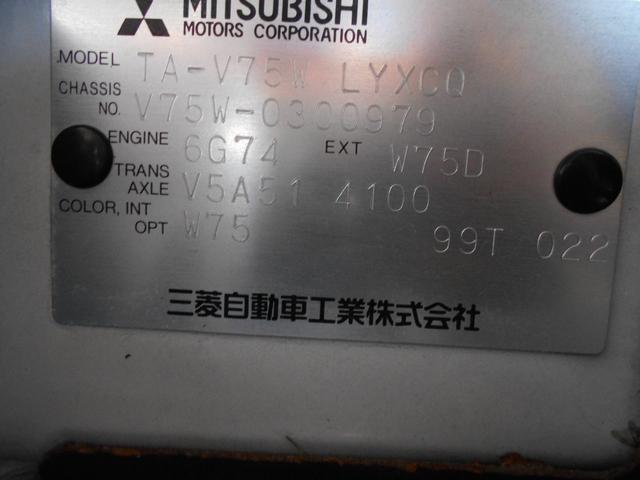 MITSUBISHI
MOTORS CORPORATION
MODEL TA-V75W LYXCQ
CHASSIS NO. V75W-0300979
ENGINE 6G74 EXT W75D
TRANS AXLE V5A51 4100
COLOR, INT OPT W75 99T 022
三菱自動車工業株式会社